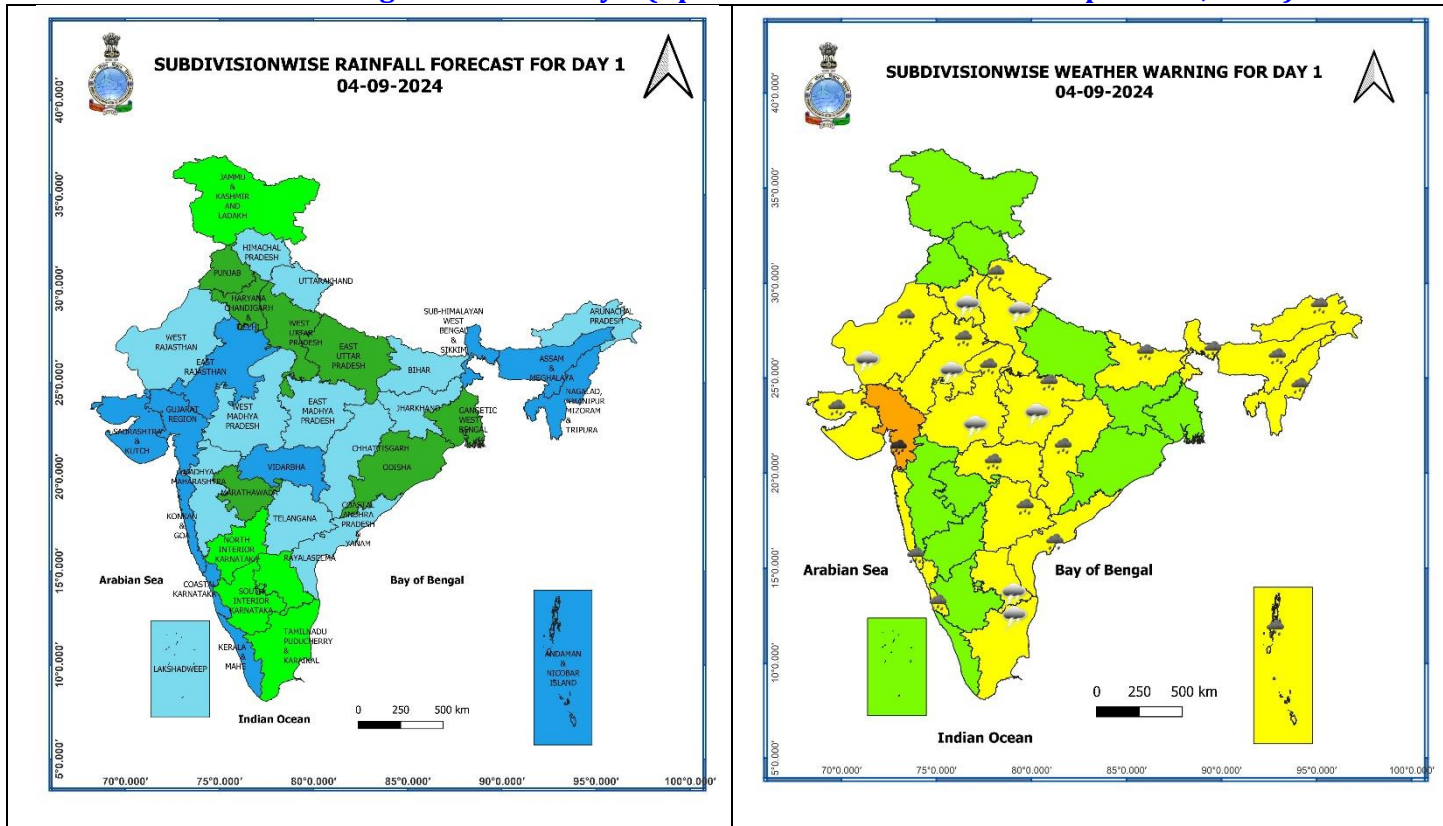 SUBDIVISIONWISE RAINFALL FORECAST FOR DAY 1
04-09-2024
40°0.000'
35°0.000'
30°0.000'
25°0.000'
20°0.000'
15°0.000'
10°0.000'
5°0.000'
JAMMU
&
KASHMIR
AND
LADAKH
HIMACHAL
PRADESH
PUNJAB
UTTARAKHAND
HARYANA
CHANDIGARH
&
DELHI
WEST
UTTAR
PRADESH
EAST
UTTAR
PRADESH
SUB-HIMALAYAN
WEST
BENGAL
&
SIKKIM
ARUNACHAL
PRADESH
WEST
RAJASTHAN
EAST
RAJASTHAN
BIHAR
ASSAM
&
MEGHALAYA
NAGALAD,
MANIPUR
MIZORAM
&
TRIPURA
GUJARAT
REGION
WEST
MADHYA
PRADESH
EAST
MADHYA
PRADESH
JHARKHAND
GANGETIC
WEST
BENGAL
SAURASHTRA
&
KUTCH
CHHATTISGARH
ODISHA
VIDARBHA
MADHYA
MAHARASHTRA
MARATHAWADA
KONKAN
&
GOA
TELANGANA
COASTAL
ANDHRA
PRADESH
&
YANAM
NORTH
INTERIOR
KARNATAKA
RAYALASEEMA
Arabian Sea
Bay of Bengal
COASTAL
KARNATAKA
SOUTH
INTERIOR
KARNATAKA
TAMILNADU
PUDUCHERRY
&
KARAIKAL
KERALA
&
MAHE
LAKSHADWEEP
ANDAMAN
&
NICOBAR
ISLAND
0 250 500 km
Indian Ocean
70°0.000' 75°0.000' 80°0.000' 85°0.000' 90°0.000' 95°0.000' 100°0.000'
SUBDIVISIONWISE WEATHER WARNING FOR DAY 1
04-09-2024
40°0.000'
35°0.000'
30°0.000'
25°0.000'
20°0.000'
15°0.000'
10°0.000'
5°0.000'
Arabian Sea
Bay of Bengal
0 250 500 km
Indian Ocean
70°0.000' 75°0.000' 80°0.000' 85°0.000' 90°0.000' 95°0.000' 100°0.000'